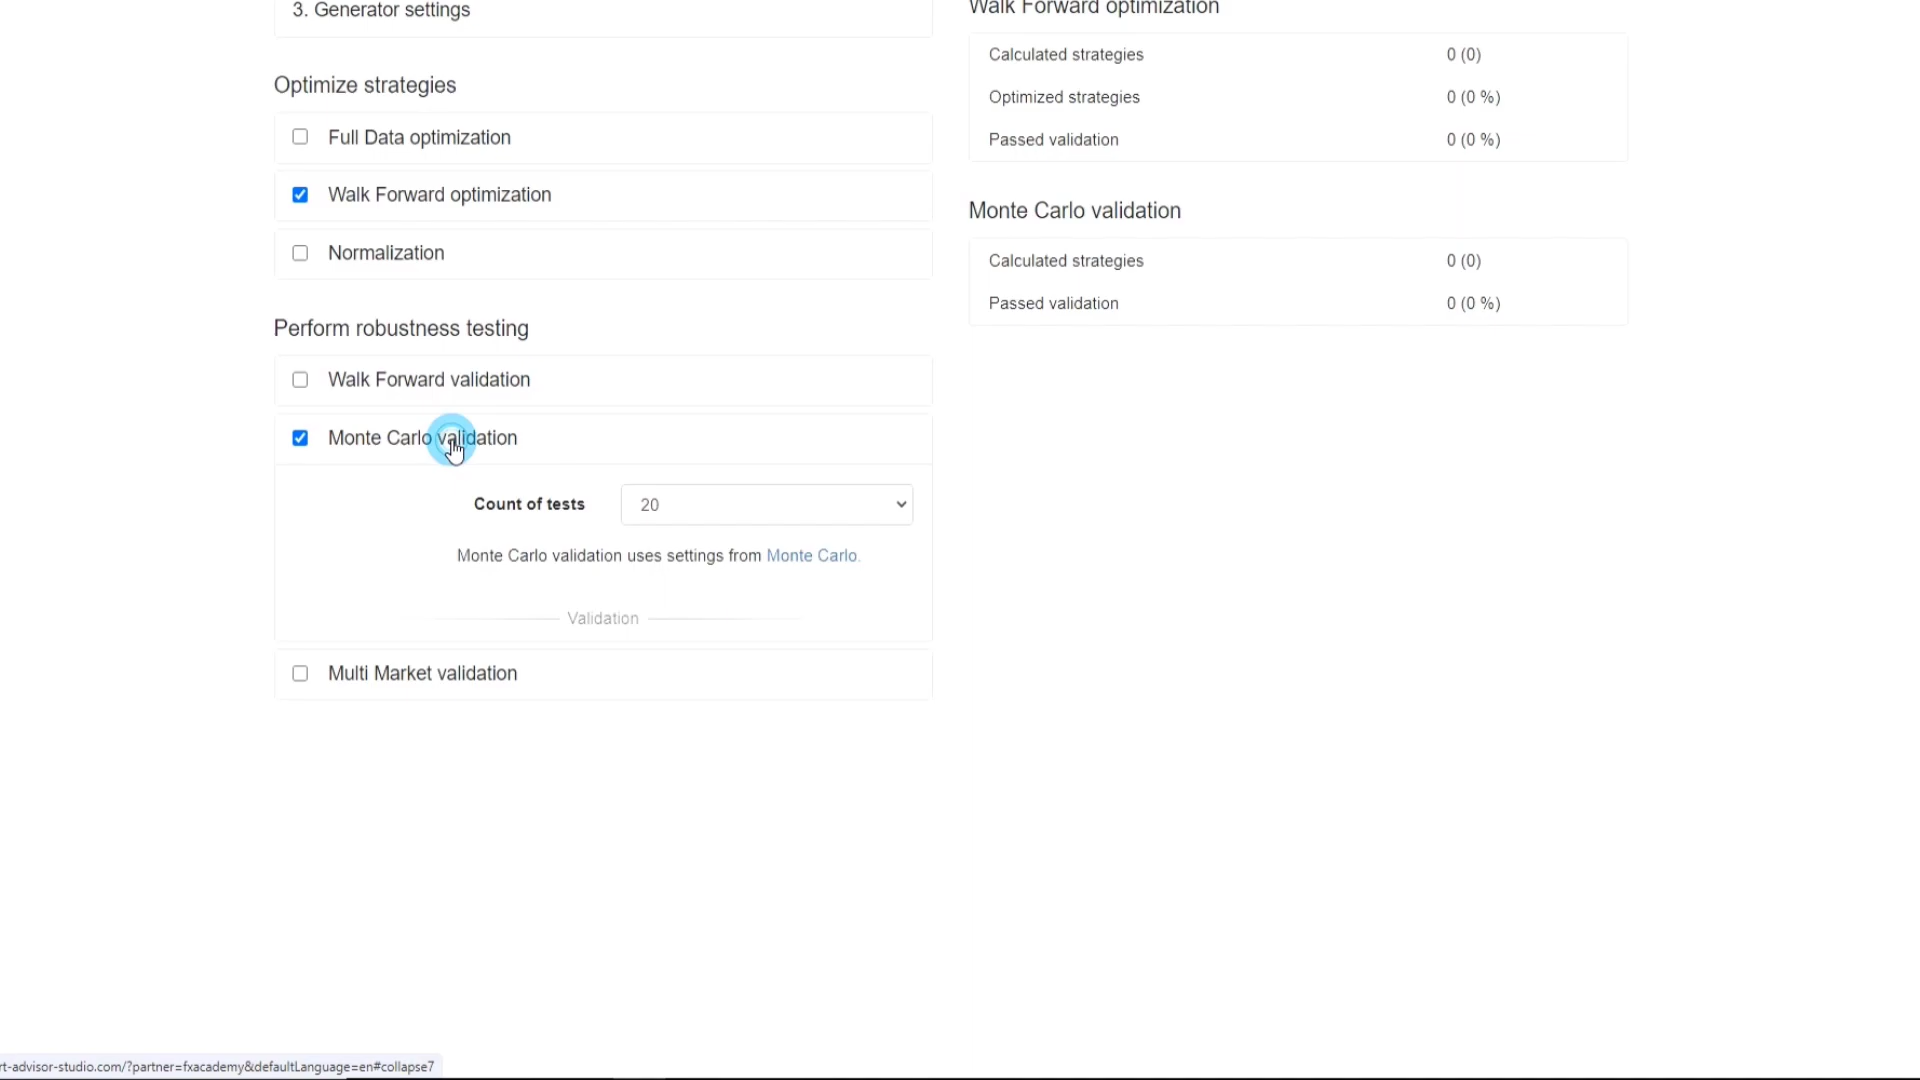 3. Generator settings
Optimize strategies
Full Data optimization
Walk Forward optimization
Normalization
Perform robustness testing
Walk Forward validation
Monte Carlo validation
Count of tests 20
Monte Carlo validation uses settings from Monte Carlo.
Validation
Multi Market validation
Walk Forward optimization
Calculated strategies 0 (0)
Optimized strategies 0 (0 %)
Passed validation 0 (0 %)
Monte Carlo validation
Calculated strategies 0 (0)
Passed validation 0 (0 %)
rt-advisor-studio.com/?partner=fxacademy&defaultLanguage=en#collapse7